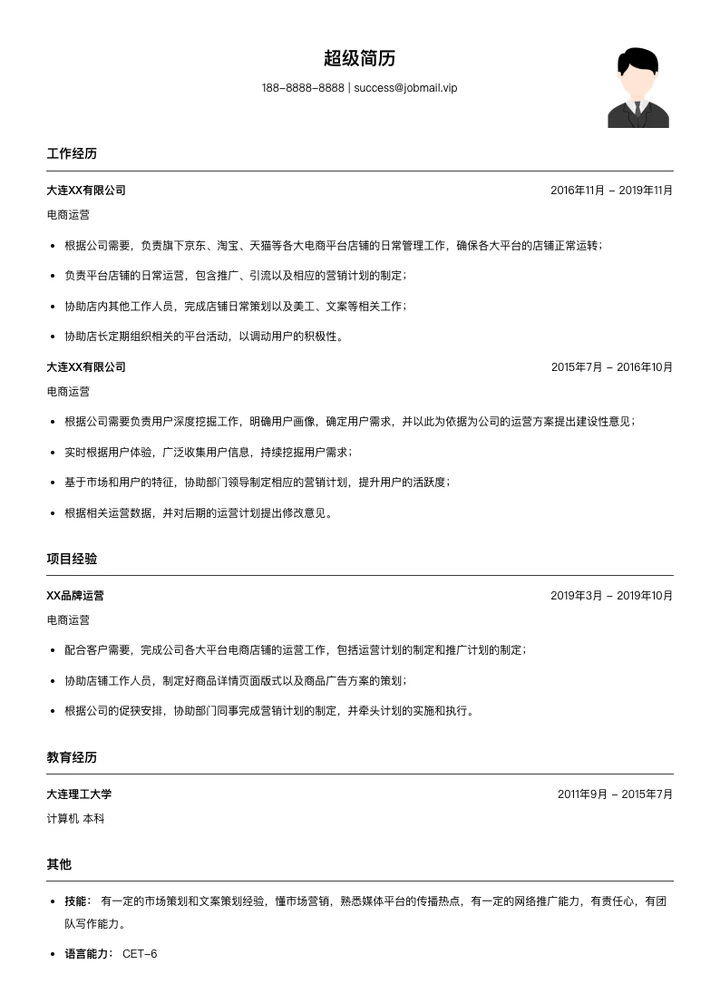 超级简历
188-8888-8888 | success@jobmail.vip
工作经历
大连XX有限公司 2016年11月 – 2019年11月
电商运营
• 根据公司需要，负责旗下京东、淘宝、天猫等各大电商平台店铺的日常管理工作，确保各大平台的店铺正常运转；
• 负责平台店铺的日常运营，包含推广、引流以及相应的营销计划的制定；
• 协助店内其他工作人员，完成店铺日常策划以及美工、文案等相关工作；
• 协助店长定期组织相关的平台活动，以调动用户的积极性。
大连XX有限公司 2015年7月 – 2016年10月
电商运营
• 根据公司需要负责用户深度挖掘工作，明确用户画像，确定用户需求，并以此为依据为公司的运营方案提出建设性意见；
• 实时根据用户体验，广泛收集用户信息，持续挖掘用户需求；
• 基于市场和用户的特征，协助部门领导制定相应的营销计划，提升用户的活跃度；
• 根据相关运营数据，并对后期的运营计划提出修改意见。
项目经验
XX品牌运营 2019年3月 – 2019年10月
电商运营
• 配合客户需要，完成公司各大平台电商店铺的运营工作，包括运营计划的制定和推广计划的制定；
• 协助店铺工作人员，制定好商品详情页面版式以及商品广告方案的策划；
• 根据公司的促狭安排，协助部门同事完成营销计划的制定，并牵头计划的实施和执行。
教育经历
大连理工大学 2011年9月 – 2015年7月
计算机 本科
其他
• 技能： 有一定的市场策划和文案策划经验，懂市场营销，熟悉媒体平台的传播热点，有一定的网络推广能力，有责任心，有团
队写作能力。
• 语言能力： CET-6